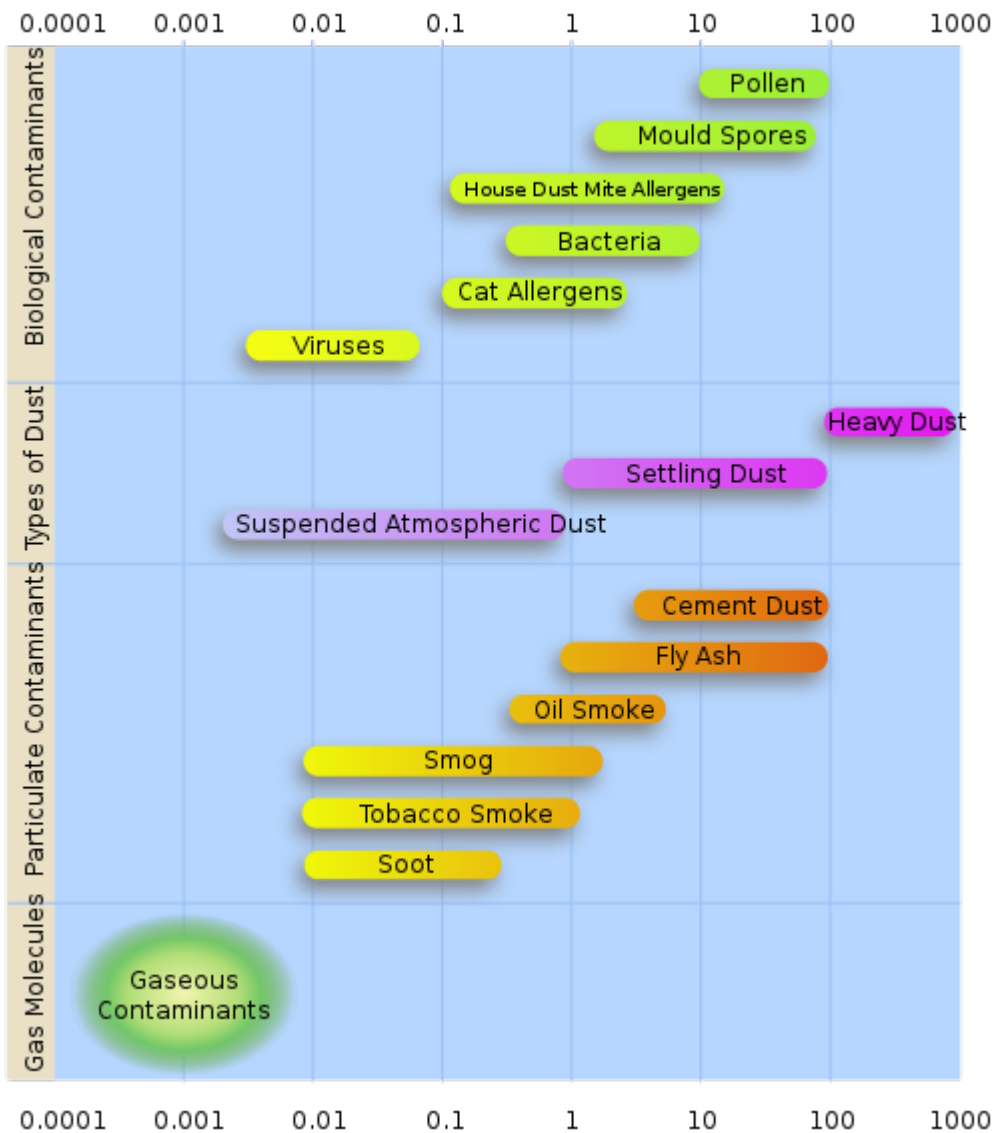 0.0001 0.001 0.01 0.1 1 10 100 1000
Biological Contaminants
Pollen
Mould Spores
House Dust Mite Allergens
Bacteria
Cat Allergens
Viruses
Types of Dust
Heavy Dust
Settling Dust
Suspended Atmospheric Dust
Particulate Contaminants
Cement Dust
Fly Ash
Oil Smoke
Smog
Tobacco Smoke
Soot
Gas Molecules
Gaseous
Contaminants
0.0001 0.001 0.01 0.1 1 10 100 1000